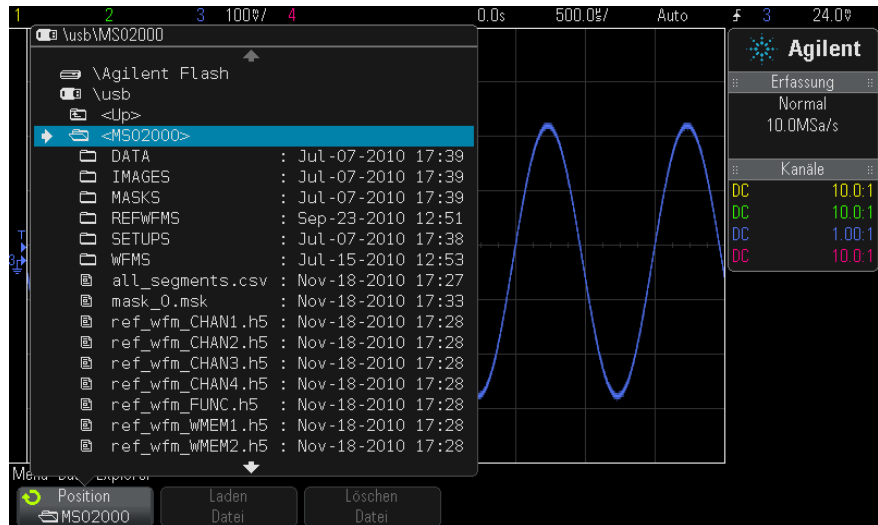 1 2 3 100▿/ 4 0.0s 500.0▿/ Auto 3 24.0▿
\usb\MSO2000
\Agilent Flash
\usb
<Up>
<MSO2000>
DATA : Jul-07-2010 17:39
IMAGES : Jul-07-2010 17:39
MASKS : Jul-07-2010 17:39
REFWFMS : Sep-23-2010 12:51
SETUPS : Jul-07-2010 17:38
WFMS : Jul-15-2010 12:53
all_segments.csv : Nov-18-2010 17:27
mask_0.msk : Nov-18-2010 17:33
ref_wfm_CHAN1.h5 : Nov-18-2010 17:28
ref_wfm_CHAN2.h5 : Nov-18-2010 17:28
ref_wfm_CHAN3.h5 : Nov-18-2010 17:28
ref_wfm_CHAN4.h5 : Nov-18-2010 17:28
ref_wfm_FUNC.h5 : Nov-18-2010 17:28
ref_wfm_WMEM1.h5 : Nov-18-2010 17:28
ref_wfm_WMEM2.h5 : Nov-18-2010 17:28
Agilent
Erfassung
Normal
10.0MSa/s
Kanäle
DC 10.0:1
DC 10.0:1
DC 1.00:1
DC 10.0:1
T
3
Position
MSO2000
Laden
Datei
Löschen
Datei